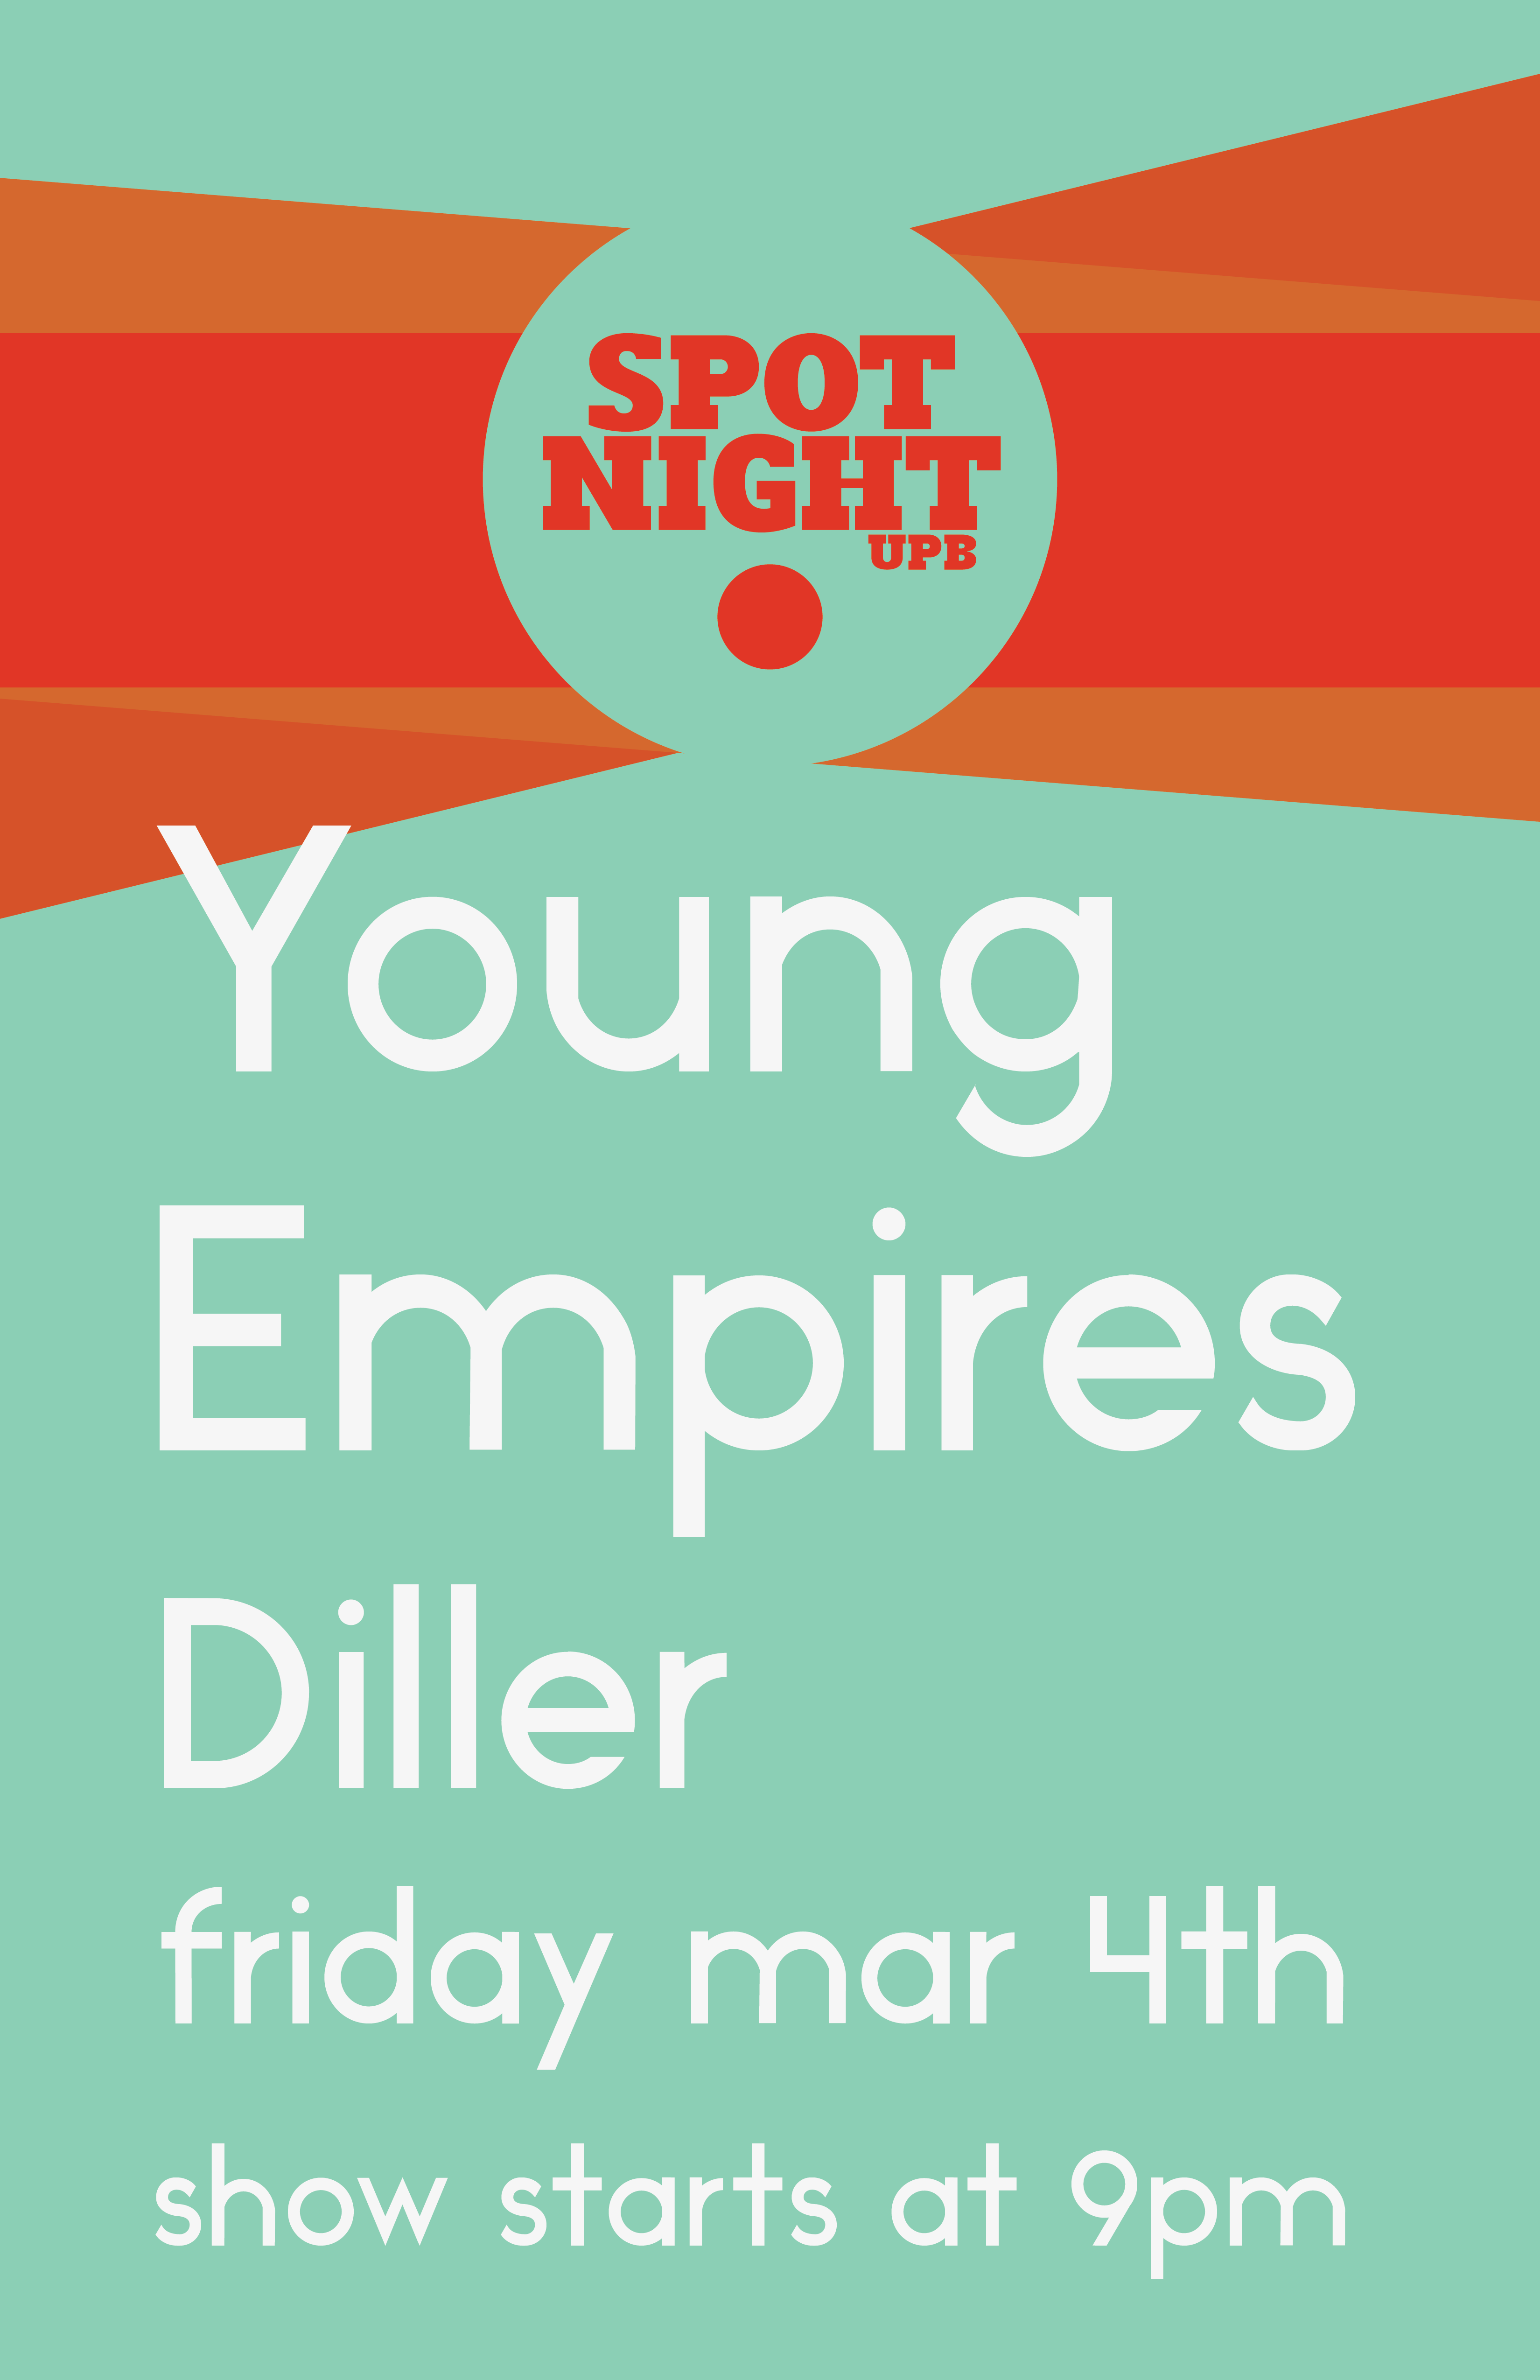 SPOT
NIGHT
UPB
Young
Empires
Diller
friday mar 4th
show starts at 9pm